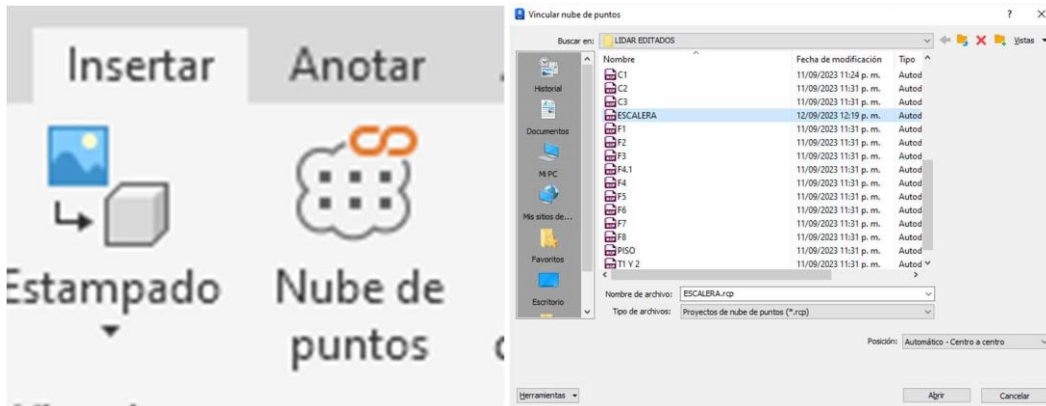 Insertar Anotar
Estampado Nube de
puntos
Vincular nube de puntos
Buscar en: LIDAR EDITADOS Vistas
Nombre Fecha de modificación Tipo
C1 11/09/2023 11:24 p. m. Autod
C2 11/09/2023 11:31 p. m. Autod
C3 11/09/2023 11:31 p. m. Autod
ESCALERA 12/09/2023 12:19 p. m. Autod
F1 11/09/2023 11:31 p. m. Autod
F2 11/09/2023 11:31 p. m. Autod
F3 11/09/2023 11:31 p. m. Autod
F4.1 11/09/2023 11:31 p. m. Autod
F4 11/09/2023 11:31 p. m. Autod
F5 11/09/2023 11:31 p. m. Autod
F6 11/09/2023 11:31 p. m. Autod
F7 11/09/2023 11:31 p. m. Autod
F8 11/09/2023 11:31 p. m. Autod
PISO 11/09/2023 11:31 p. m. Autod
T1 Y 2 11/09/2023 11:31 p. m. Autod
Historial
Documentos
Mi PC
Mis sitios de...
Favoritos
Escritorio
Nombre de archivo: ESCALERA.rcp
Tipo de archivos: Proyectos de nube de puntos (*.rcp)
Posición: Automático - Centro a centro
Herramientas Abrir Cancelar